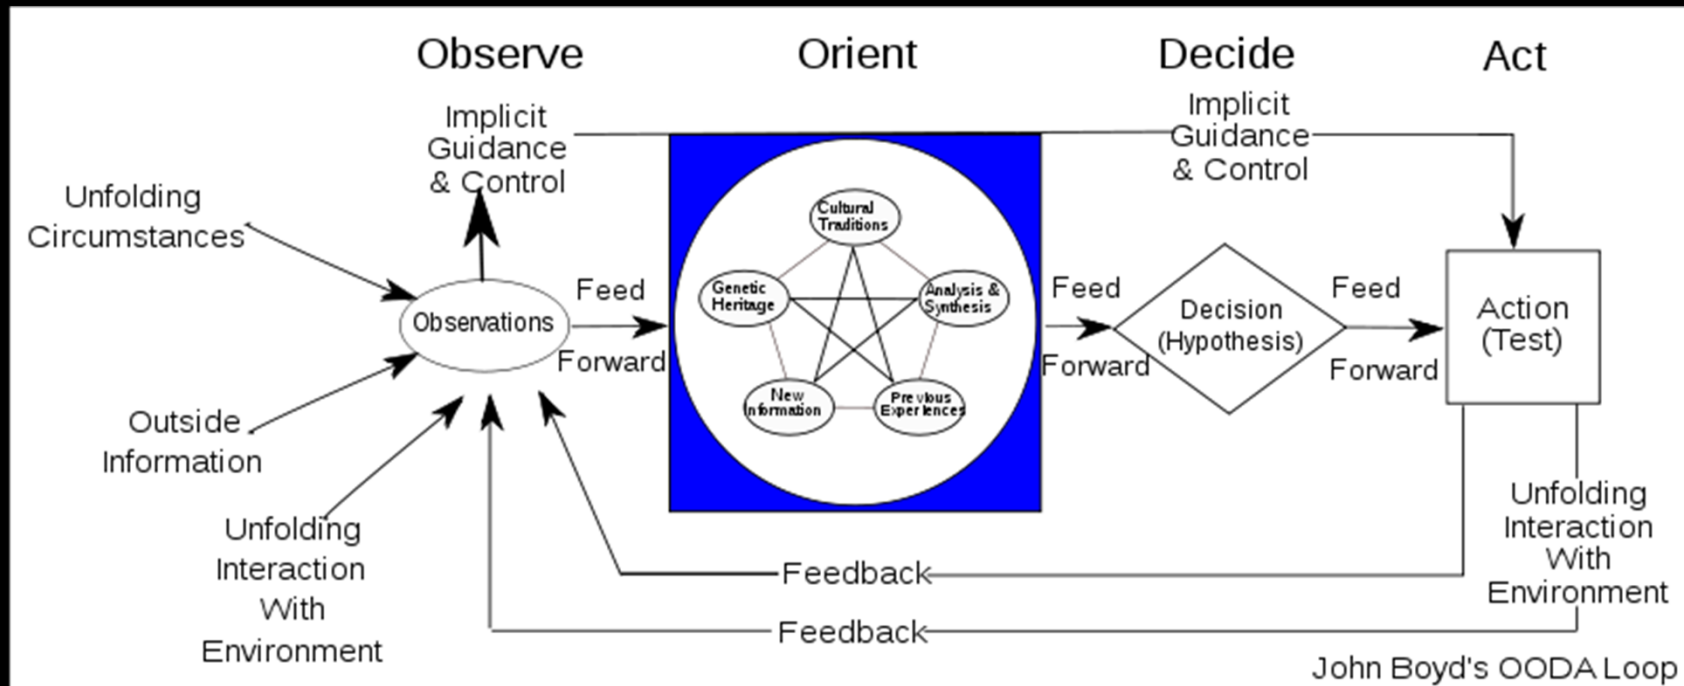 Observe
Orient
Decide
Act
Implicit
Guidance
& Control
Implicit
Guidance
& Control
Unfolding
Circumstances
Observations
Feed
Forward
Cultural
Traditions
Genetic
Heritage
Analysis &
Synthesis
New
Information
Previous
Experiences
Feed
Forward
Decision
(Hypothesis)
Feed
Forward
Action
(Test)
Outside
Information
Unfolding
Interaction
With
Environment
Feedback
Feedback
Unfolding
Interaction
With
Environment
John Boyd's OODA Loop